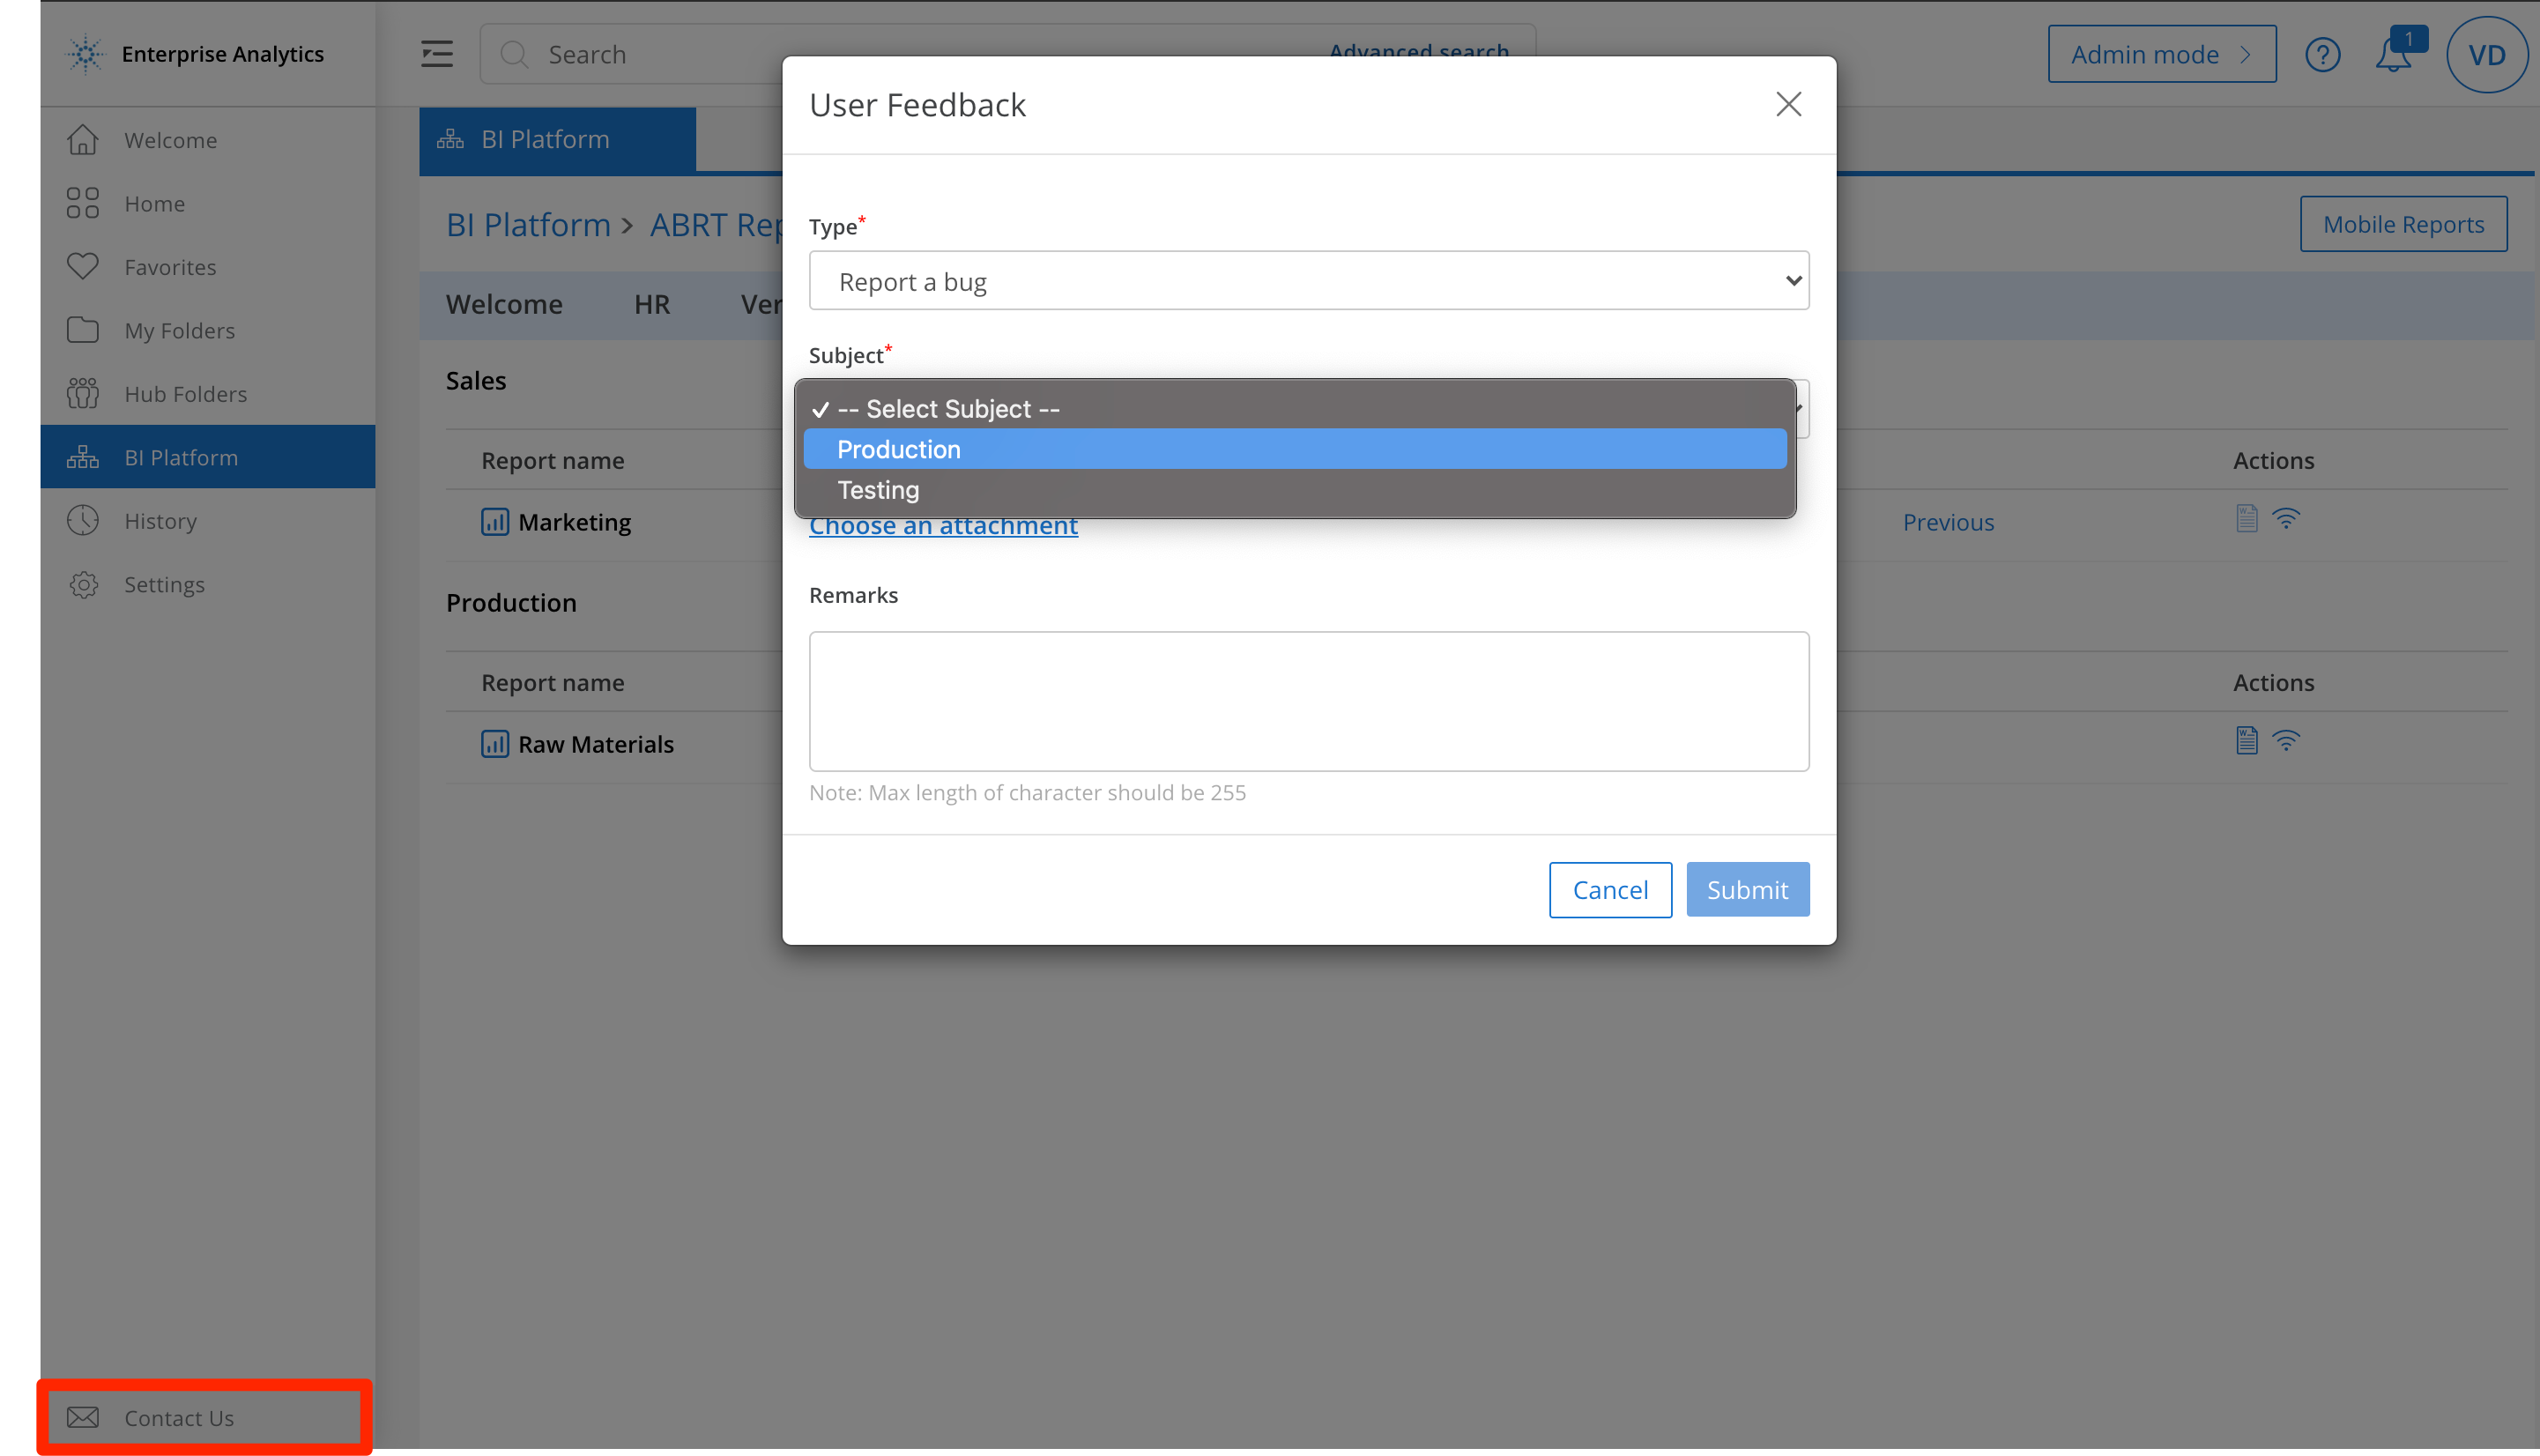 Enterprise Analytics
Search
Advanced search
Admin mode
?
1
VD
Welcome
Home
Favorites
My Folders
Hub Folders
BI Platform
History
Settings
Contact Us
BI Platform
BI Platform > ABRT Rep
Mobile Reports
Welcome HR Ver
Sales
Report name Actions
Marketing Previous
Production
Report name Actions
Raw Materials
User Feedback
Type*
Report a bug
Subject*
✓ -- Select Subject --
Production
Testing
Choose an attachment
Remarks
Note: Max length of character should be 255
Cancel Submit